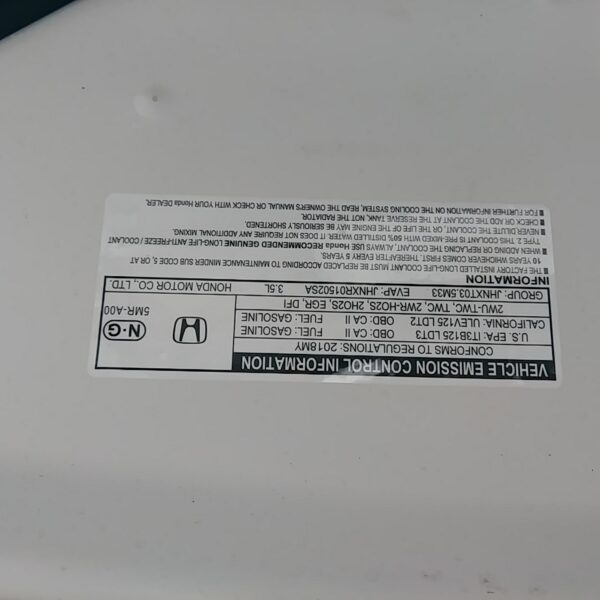 VEHICLE EMISSION CONTROL INFORMATION
CONFORMS TO REGULATIONS: 2018MY
U.S. EPA: IT3B125 LDT3 OBD: CA II FUEL: GASOLINE
CALIFORNIA: ULEV125 LDT2 OBD: CA II FUEL: GASOLINE
2WU-TWC, TWC, 2WR-HO2S, 2HO2S, EGR, DFI
GROUP: JHNXT03.5M33 EVAP: JHNXR015025A 3.5L
N·G
5MR-A00
HONDA MOTOR CO., LTD.
INFORMATION
■ THE FACTORY INSTALLED LONG-LIFE COOLANT MUST BE REPLACED ACCORDING TO MAINTENANCE MINDER SUB CODE 5, OR AT
10 YEARS WHICHEVER COMES FIRST, THEREAFTER EVERY 5 YEARS
■ WHEN ADDING OR REPLACING THE COOLANT, ALWAYS USE Honda RECOMMENDED GENUINE LONG-LIFE ANTI-FREEZE / COOLANT
TYPE 2. THIS COOLANT IS PRE-MIXED WITH 50% DISTILLED WATER. IT DOES NOT REQUIRE ANY ADDITIONAL MIXING.
■ NEVER DILUTE THE COOLANT, OR THE LIFE OF THE ENGINE MAY BE SERIOUSLY SHORTENED.
■ CHECK OR ADD COOLANT AT THE RESERVE TANK, NOT THE RADIATOR.
■ FOR FURTHER INFORMATION ON THE COOLING SYSTEM, READ THE OWNER'S MANUAL OR CHECK WITH YOUR Honda DEALER.